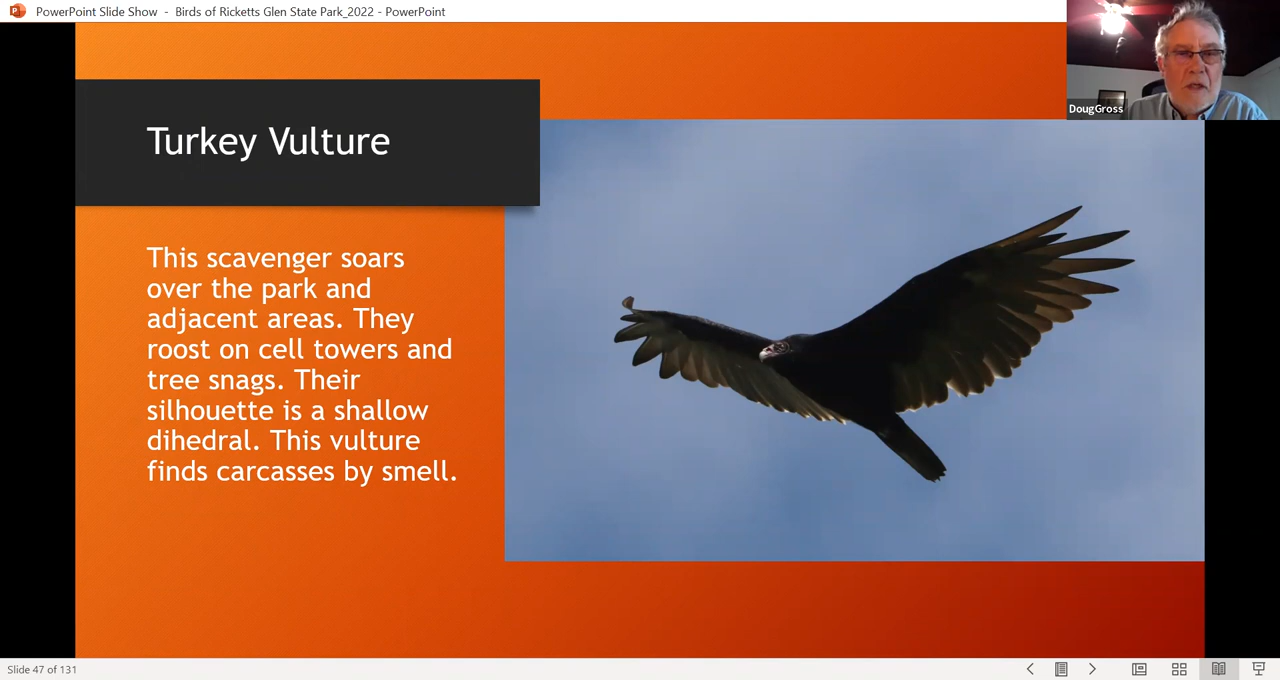 PowerPoint Slide Show - Birds of Ricketts Glen State Park_2022 - PowerPoint
DougGross
Turkey Vulture
This scavenger soars
over the park and
adjacent areas. They
roost on cell towers and
tree snags. Their
silhouette is a shallow
dihedral. This vulture
finds carcasses by smell.
Slide 47 of 131